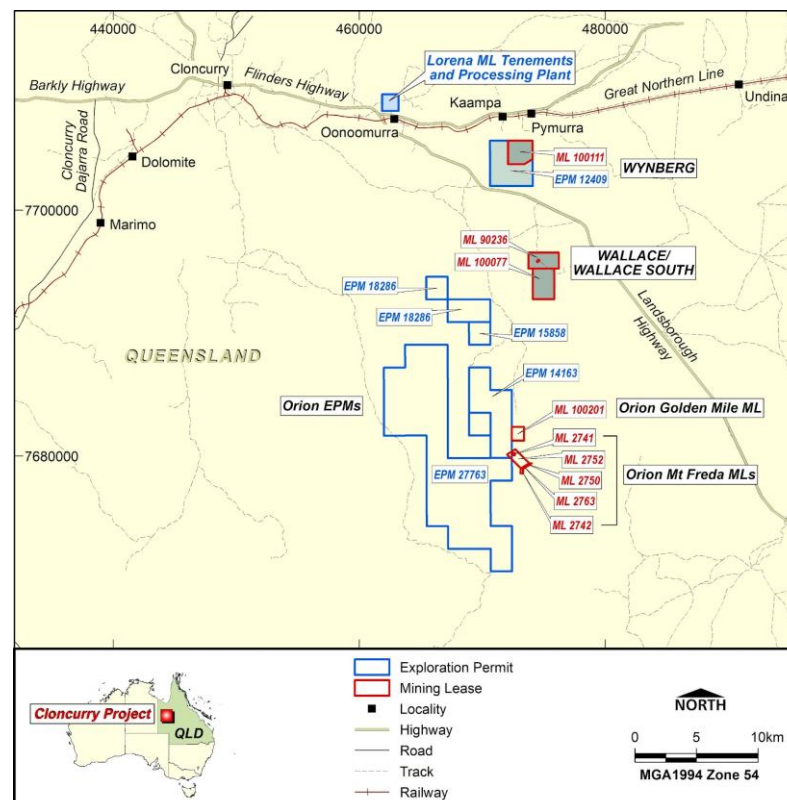 440000
460000
480000
Lorena ML Tenements
and Processing Plant
Cloncurry
Barkly Highway
Flinders Highway
Great Northern Line
Undina
Kaampa
Oonoomurra
Pymurra
Cloncurry
Dajarra Road
Dolomite
ML 100111
WYNBERG
EPM 12409
7700000
Marimo
ML 90236
WALLACE/
WALLACE SOUTH
ML 100077
EPM 18286
EPM 18286
EPM 15858
Landsborough
Highway
QUEENSLAND
EPM 14163
Orion EPMs
ML 100201
Orion Golden Mile ML
ML 2741
7680000
ML 2752
EPM 27763
ML 2750
Orion Mt Freda MLs
ML 2763
ML 2742
Cloncurry Project
QLD
Exploration Permit
Mining Lease
Locality
Highway
Road
Track
Railway
NORTH
0 5 10km
MGA1994 Zone 54